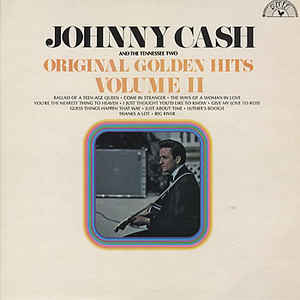 SUN
JOHNNY CASH
AND THE TENNESSEE TWO
ORIGINAL GOLDEN HITS
VOLUME II
BALLAD OF A TEEN-AGE QUEEN • COME IN STRANGER • THE WAYS OF A WOMAN IN LOVE
YOU'RE THE NEAREST THING TO HEAVEN • I JUST THOUGHT YOU'D LIKE TO KNOW • GIVE MY LOVE TO ROSE
GUESS THINGS HAPPEN THAT WAY • JUST ABOUT TIME • LUTHER'S BOOGIE
THANKS A LOT • BIG RIVER